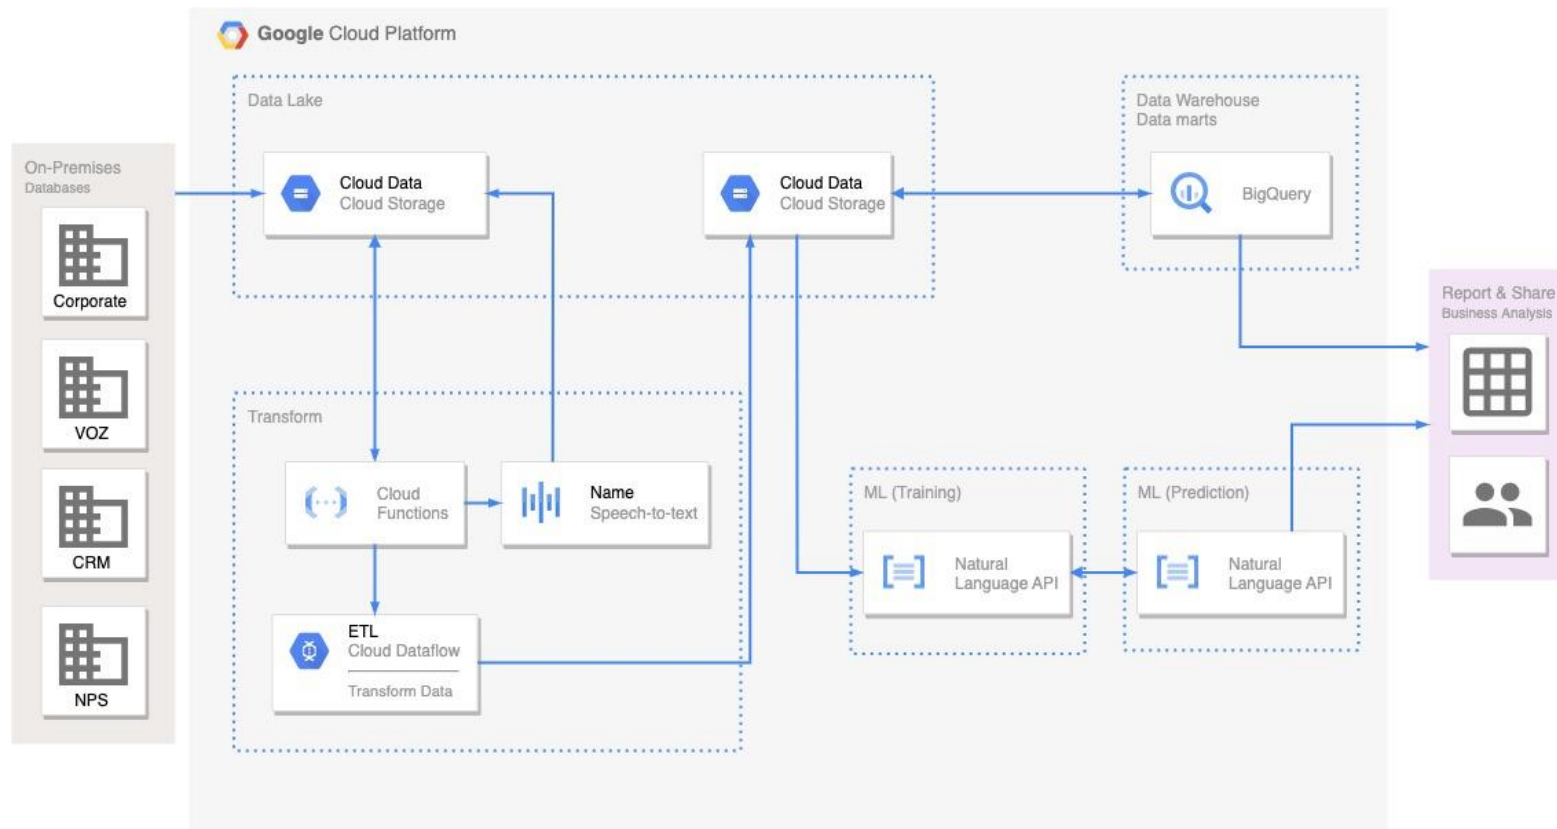 Google Cloud Platform
On-Premises
Databases
Corporate
VOZ
CRM
NPS
Data Lake
Cloud Data
Cloud Storage
Cloud Data
Cloud Storage
Data Warehouse
Data marts
BigQuery
Transform
Cloud
Functions
Name
Speech-to-text
ETL
Cloud Dataflow
Transform Data
ML (Training)
Natural
Language API
ML (Prediction)
Natural
Language API
Report & Share
Business Analysis